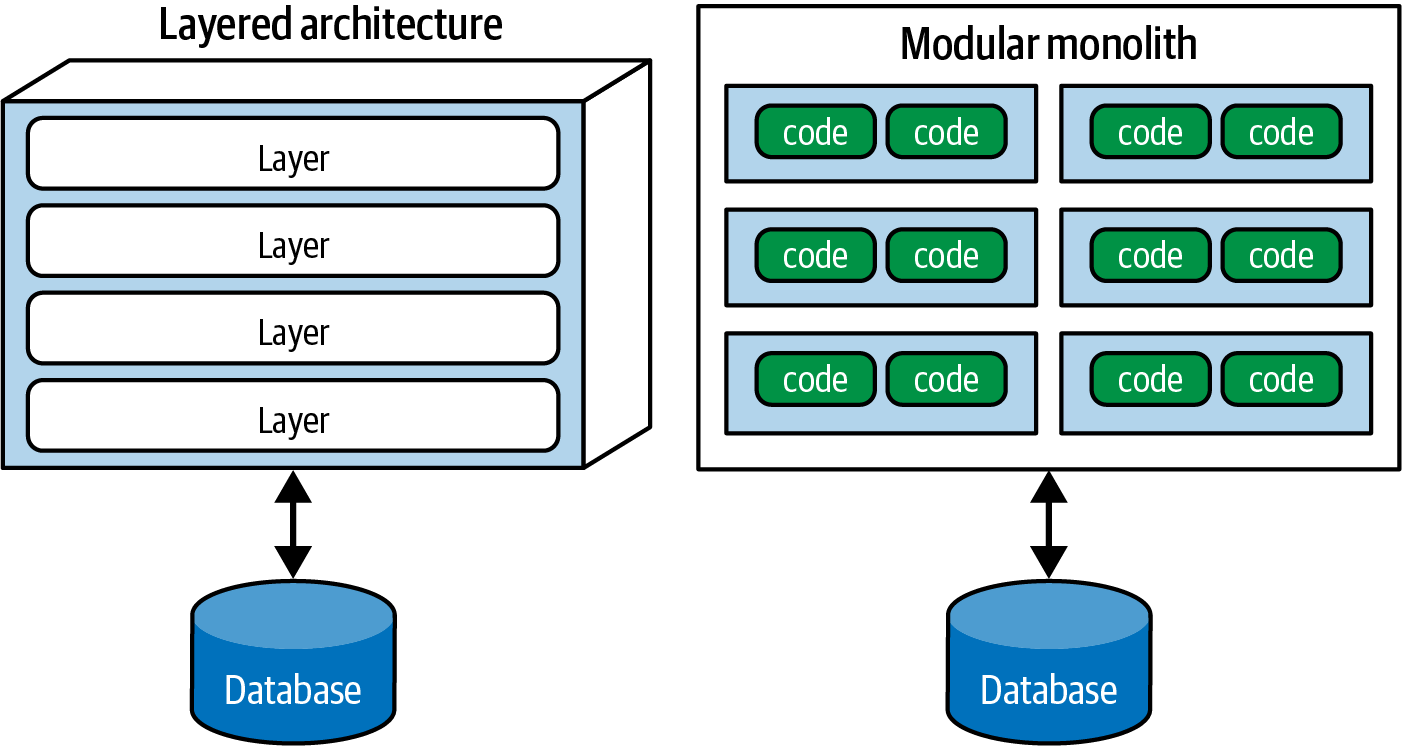 Layered architecture
Layer
Layer
Layer
Layer
Database
Modular monolith
code code code code
code code code code
code code code code
Database